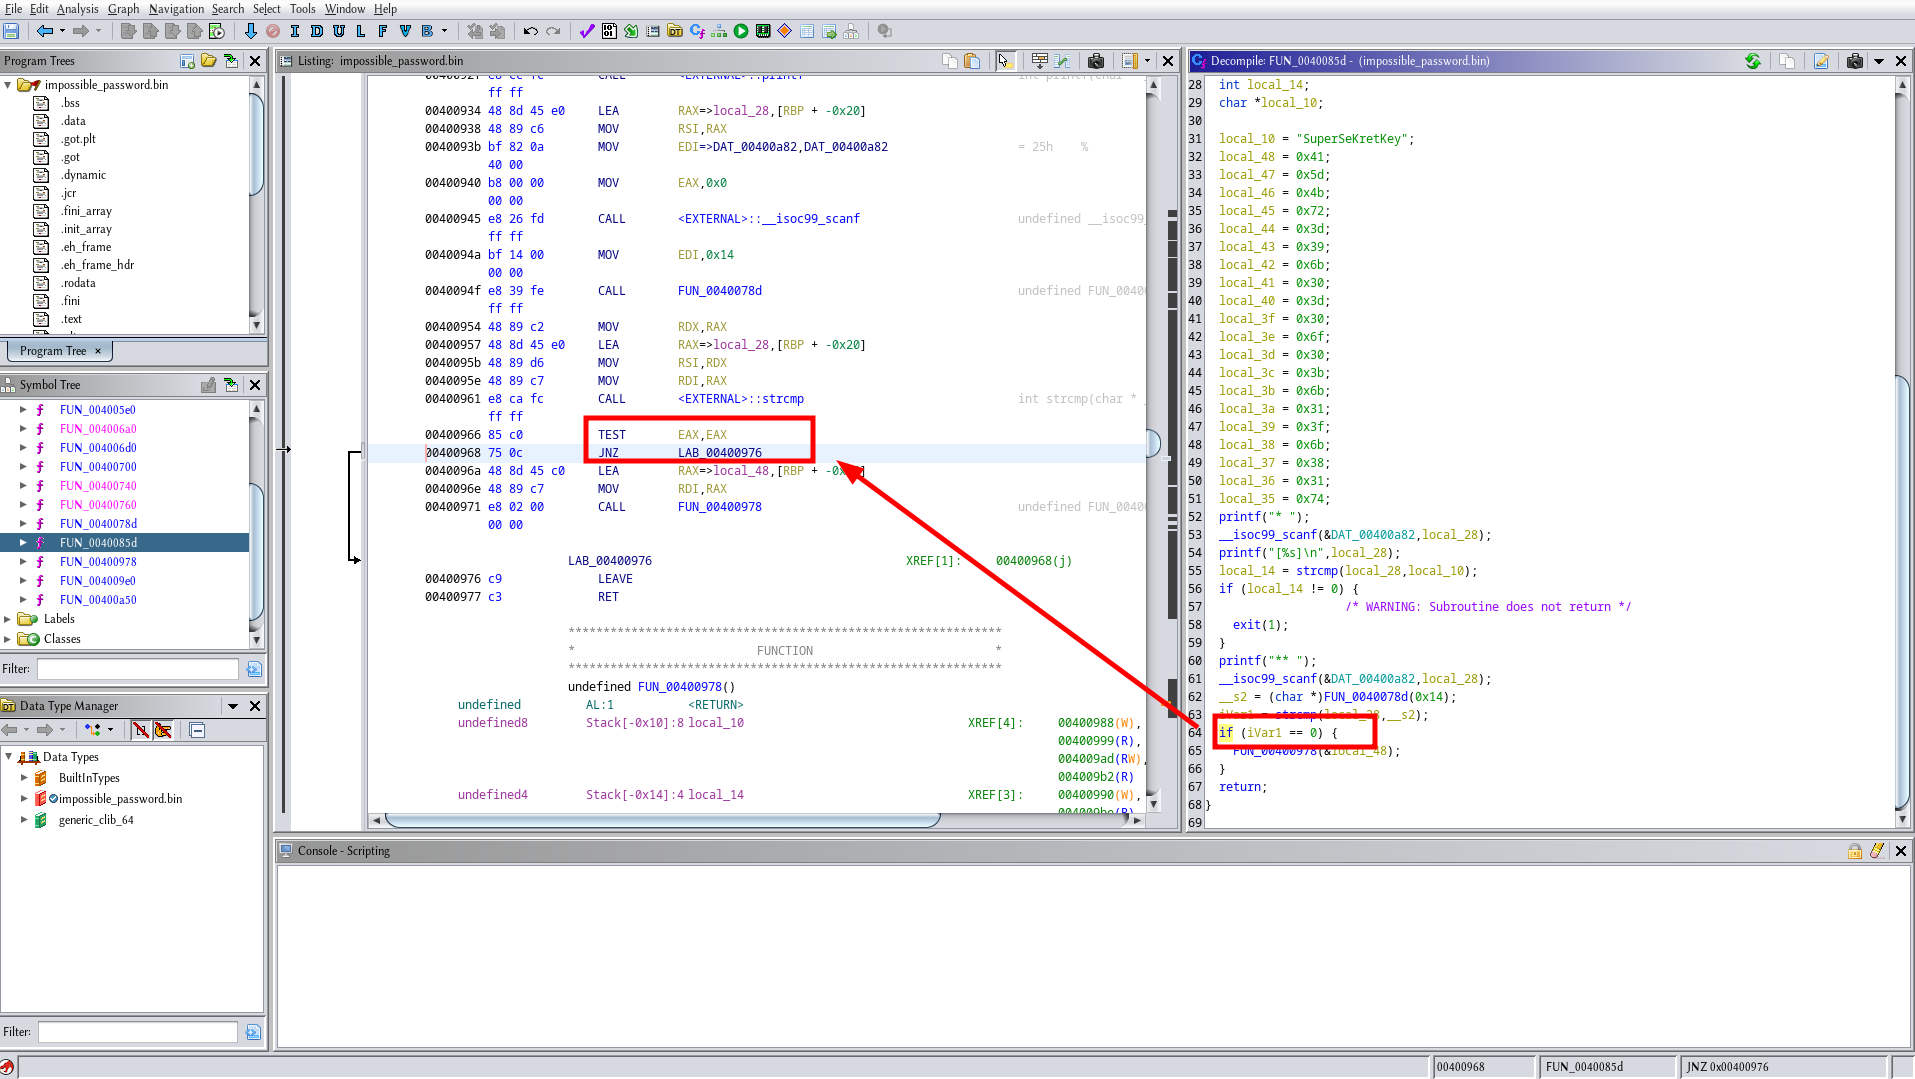 File Edit Analysis Graph Navigation Search Select Tools Window Help
I D U L F V B
Program Trees
impossible_password.bin
.bss
.data
.got.plt
.got
.dynamic
.jcr
.fini_array
.init_array
.eh_frame
.eh_frame_hdr
.rodata
.fini
.text
Program Tree ×
Symbol Tree
FUN_004005e0
FUN_004006a0
FUN_004006d0
FUN_00400700
FUN_00400740
FUN_00400760
FUN_0040078d
FUN_0040085d
FUN_00400978
FUN_004009e0
FUN_00400a50
Labels
Classes
Filter:
Data Type Manager
Data Types
BuiltInTypes
impossible_password.bin
generic_clib_64
Filter:
Listing: impossible_password.bin
ff ff
00400934 48 8d 45 e0 LEA RAX=>local_28,[RBP + -0x20]
00400938 48 89 c6 MOV RSI,RAX
0040093b bf 82 0a MOV EDI=>DAT_00400a82,DAT_00400a82 = 25h %
40 00
00400940 b8 00 00 MOV EAX,0x0
00 00
00400945 e8 26 fd CALL <EXTERNAL>::__isoc99_scanf undefined __isoc99_
ff ff
0040094a bf 14 00 MOV EDI,0x14
00 00
0040094f e8 39 fe CALL FUN_0040078d undefined FUN_0040
ff ff
00400954 48 89 c2 MOV RDX,RAX
00400957 48 8d 45 e0 LEA RAX=>local_28,[RBP + -0x20]
0040095b 48 89 d6 MOV RSI,RDX
0040095e 48 89 c7 MOV RDI,RAX
00400961 e8 ca fc CALL <EXTERNAL>::strcmp int strcmp(char * _
ff ff
00400966 85 c0 TEST EAX,EAX
00400968 75 0c JNZ LAB_00400976
0040096a 48 8d 45 c0 LEA RAX=>local_48,[RBP +
0040096e 48 89 c7 MOV RDI,RAX
00400971 e8 02 00 CALL FUN_00400978 undefined FUN_0040
00 00
LAB_00400976 XREF[1]: 00400968(j)
00400976 c9 LEAVE
00400977 c3 RET
**************************************************************
* FUNCTION *
**************************************************************
undefined FUN_00400978()
undefined AL:1 <RETURN>
undefined8 Stack[-0x10]:8 local_10 XREF[4]: 00400988(W),
00400999(R),
004009ad(RW),
004009b2(R)
undefined4 Stack[-0x14]:4 local_14 XREF[3]: 00400990(W),
Decompile: FUN_0040085d - (impossible_password.bin)
28 int local_14;
29 char *local_10;
30
31 local_10 = "SuperSeKretKey";
32 local_48 = 0x41;
33 local_47 = 0x5d;
34 local_46 = 0x4b;
35 local_45 = 0x72;
36 local_44 = 0x3d;
37 local_43 = 0x39;
38 local_42 = 0x6b;
39 local_41 = 0x30;
40 local_40 = 0x3d;
41 local_3f = 0x30;
42 local_3e = 0x6f;
43 local_3d = 0x30;
44 local_3c = 0x3b;
45 local_3b = 0x6b;
46 local_3a = 0x31;
47 local_39 = 0x3f;
48 local_38 = 0x6b;
49 local_37 = 0x38;
50 local_36 = 0x31;
51 local_35 = 0x74;
52 printf("* ");
53 __isoc99_scanf(&DAT_00400a82,local_28);
54 printf("[%s]\n",local_28);
55 local_14 = strcmp(local_28,local_10);
56 if (local_14 != 0) {
57 /* WARNING: Subroutine does not return */
58 exit(1);
59 }
60 printf("** ");
61 __isoc99_scanf(&DAT_00400a82,local_28);
62 __s2 = (char *)FUN_0040078d(0x14);
63 iVar1 = strcmp(local_28,__s2);
64 if (iVar1 == 0) {
65 FUN_00400978(&local_48);
66 }
67 return;
68 }
69
Console - Scripting
00400968 FUN_0040085d JNZ 0x00400976